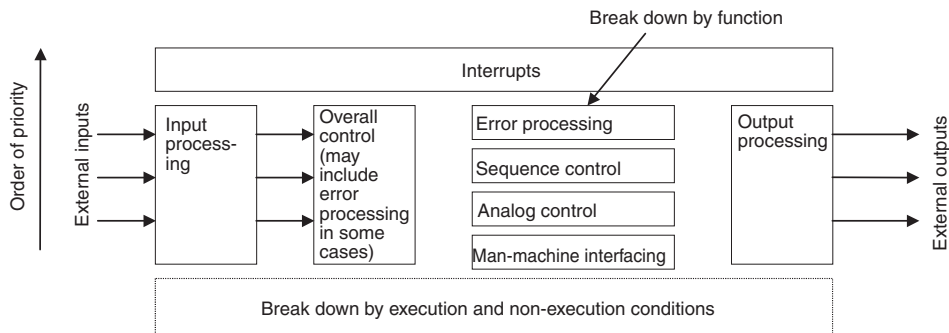 Break down by function
Order of priority
External inputs
Interrupts
Input
process-
ing
Overall
control
(may
include
error
processing
in some
cases)
Error processing
Sequence control
Analog control
Man-machine interfacing
Output
processing
External outputs
Break down by execution and non-execution conditions